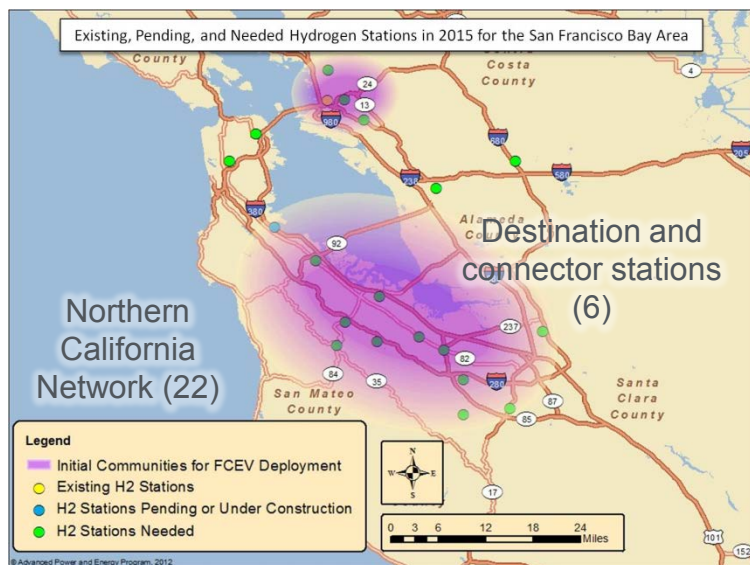 Existing, Pending, and Needed Hydrogen Stations in 2015 for the San Francisco Bay Area
County
Costa
County
4
24
13
980
680
205
580
238
380
Alameda
92
Destination and
connector stations
(6)
Northern
California
Network (22)
237
82
84
35
280
San Mateo
County
87
85
Santa
Clara
County
17
101
152
Legend
Initial Communities for FCEV Deployment
Existing H2 Stations
H2 Stations Pending or Under Construction
H2 Stations Needed
N
W
E
S
0 3 6 12 18 24
Miles
© Advanced Power and Energy Program, 2012